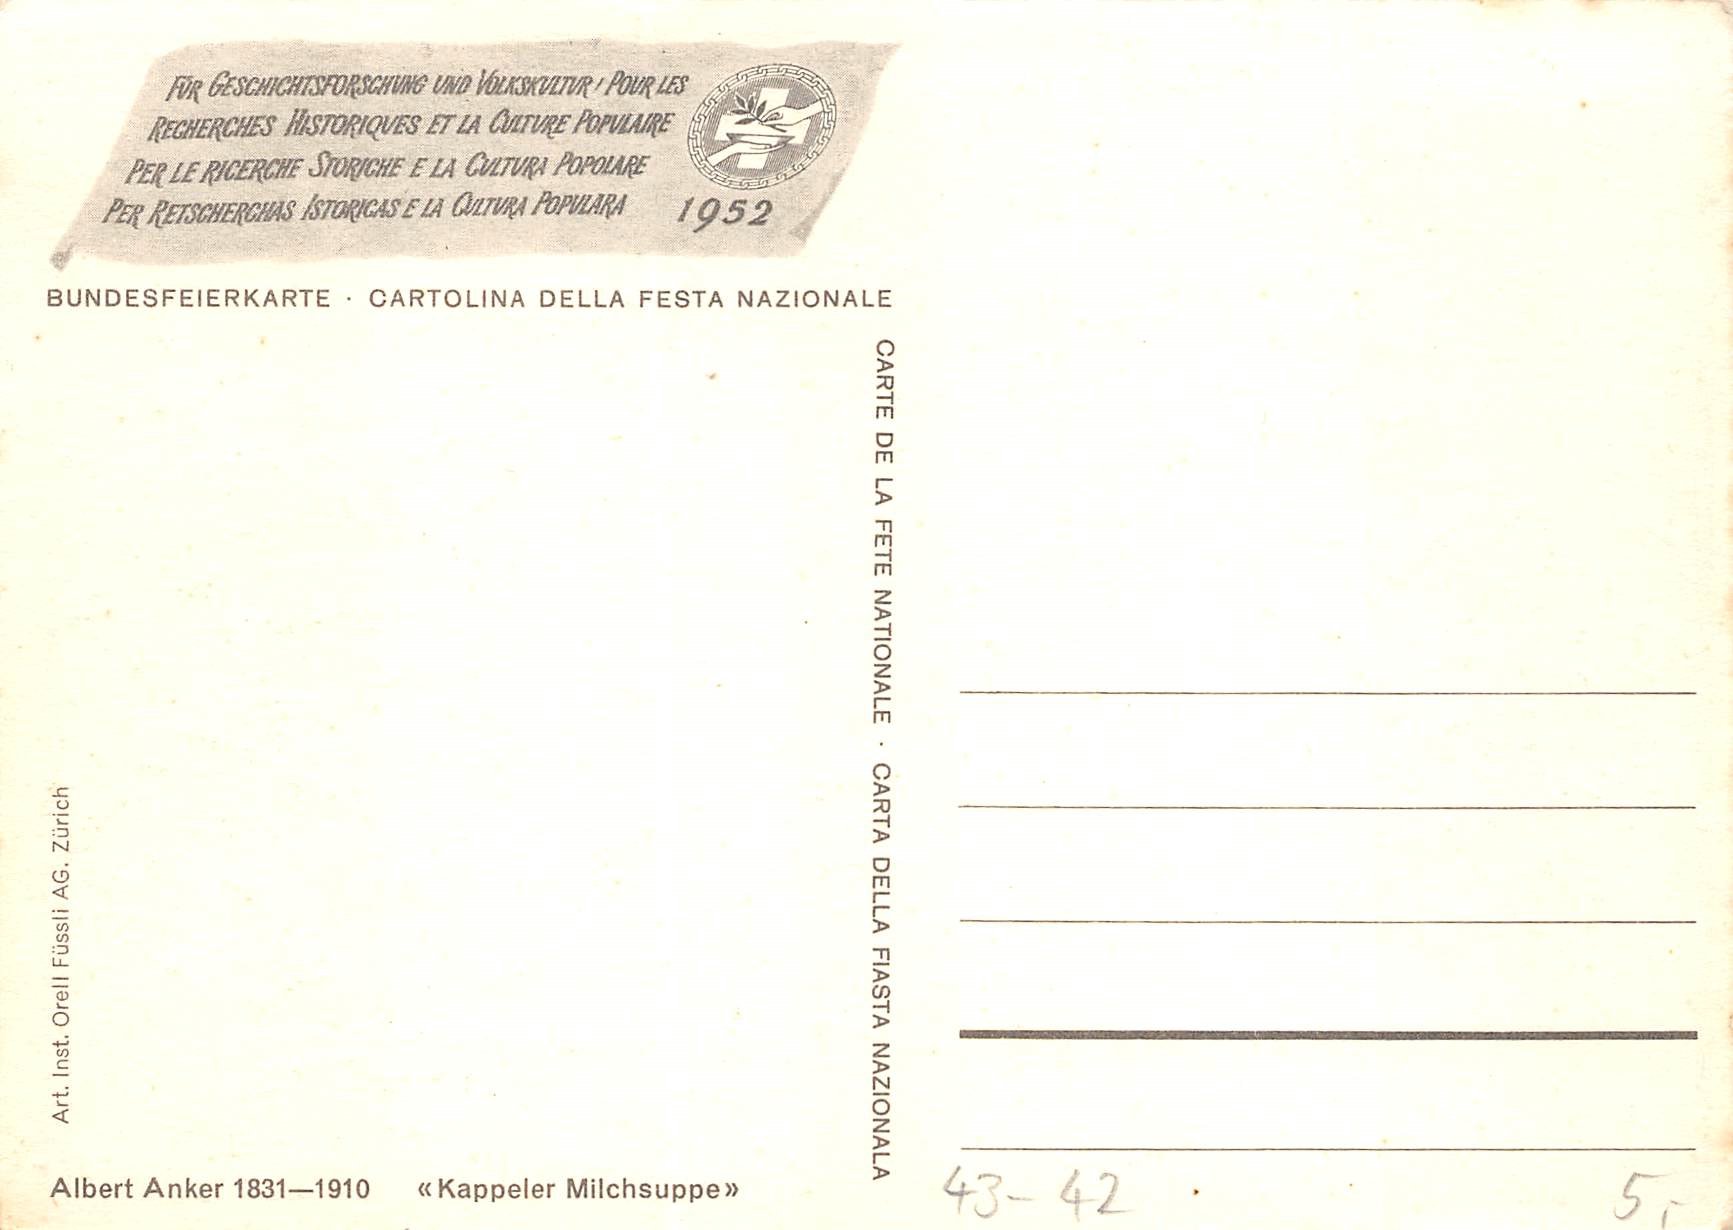 FÜR GESCHICHTSFORSCHUNG UND VOLKSKULTUR / POUR LES
RECHERCHES HISTORIQUES ET LA CULTURE POPULAIRE
PER LE RICERCHE STORICHE E LA CULTURA POPOLARE
PER RETSCHERCHAS ISTORICAS E LA CULTURA POPULARA
1952
BUNDESFEIERKARTE · CARTOLINA DELLA FESTA NAZIONALE
CARTE DE LA FETE NATIONALE · CARTA DELLA FIASTA NAZIONALA
Art. Inst. Orell Füssli AG. Zürich
Albert Anker 1831—1910 «Kappeler Milchsuppe»
43-42
5,-